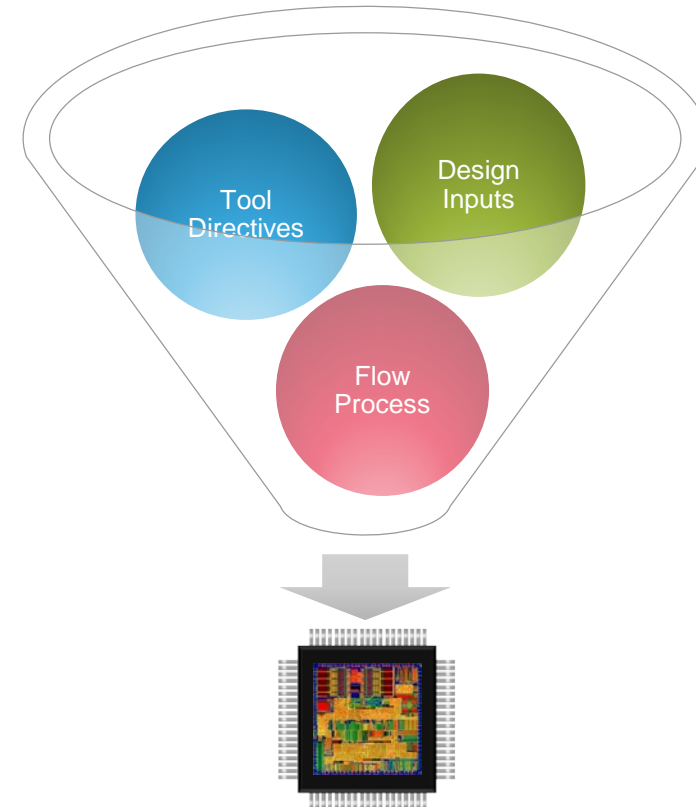 Tool
Directives
Design
Inputs
Flow
Process